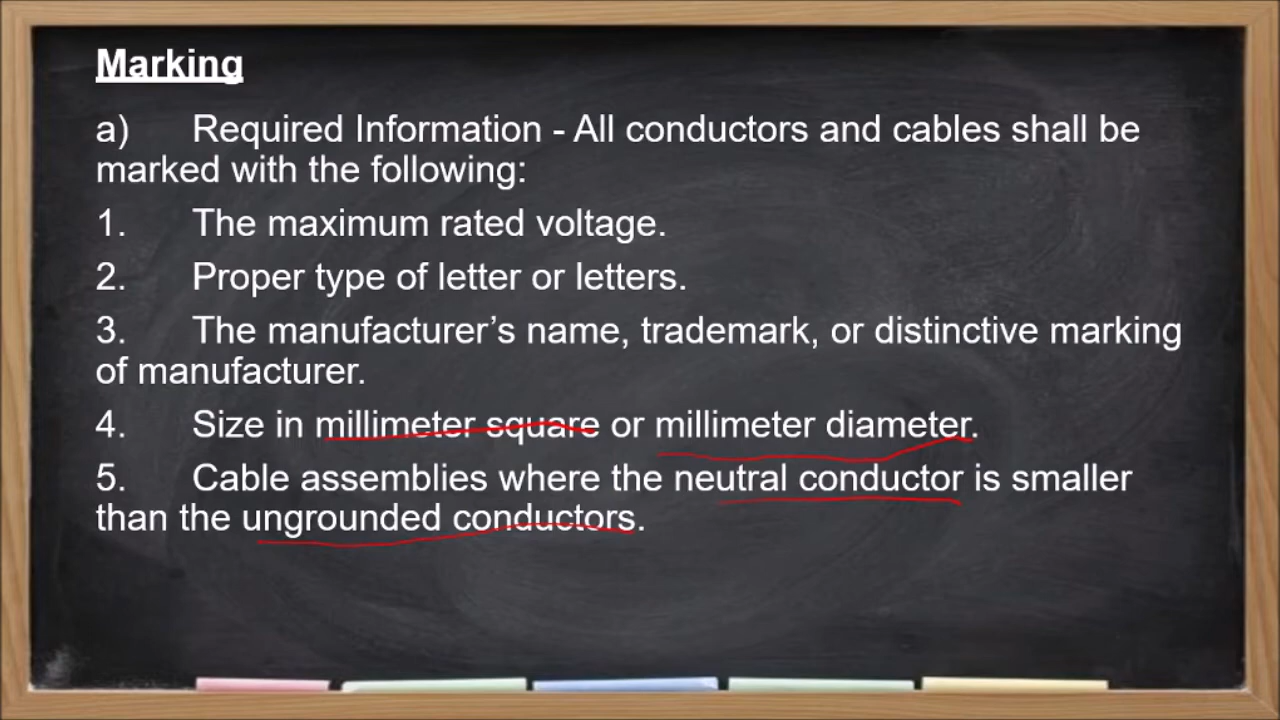 Marking
a) Required Information - All conductors and cables shall be
marked with the following:
1. The maximum rated voltage.
2. Proper type of letter or letters.
3. The manufacturer’s name, trademark, or distinctive marking
of manufacturer.
4. Size in millimeter square or millimeter diameter.
5. Cable assemblies where the neutral conductor is smaller
than the ungrounded conductors.